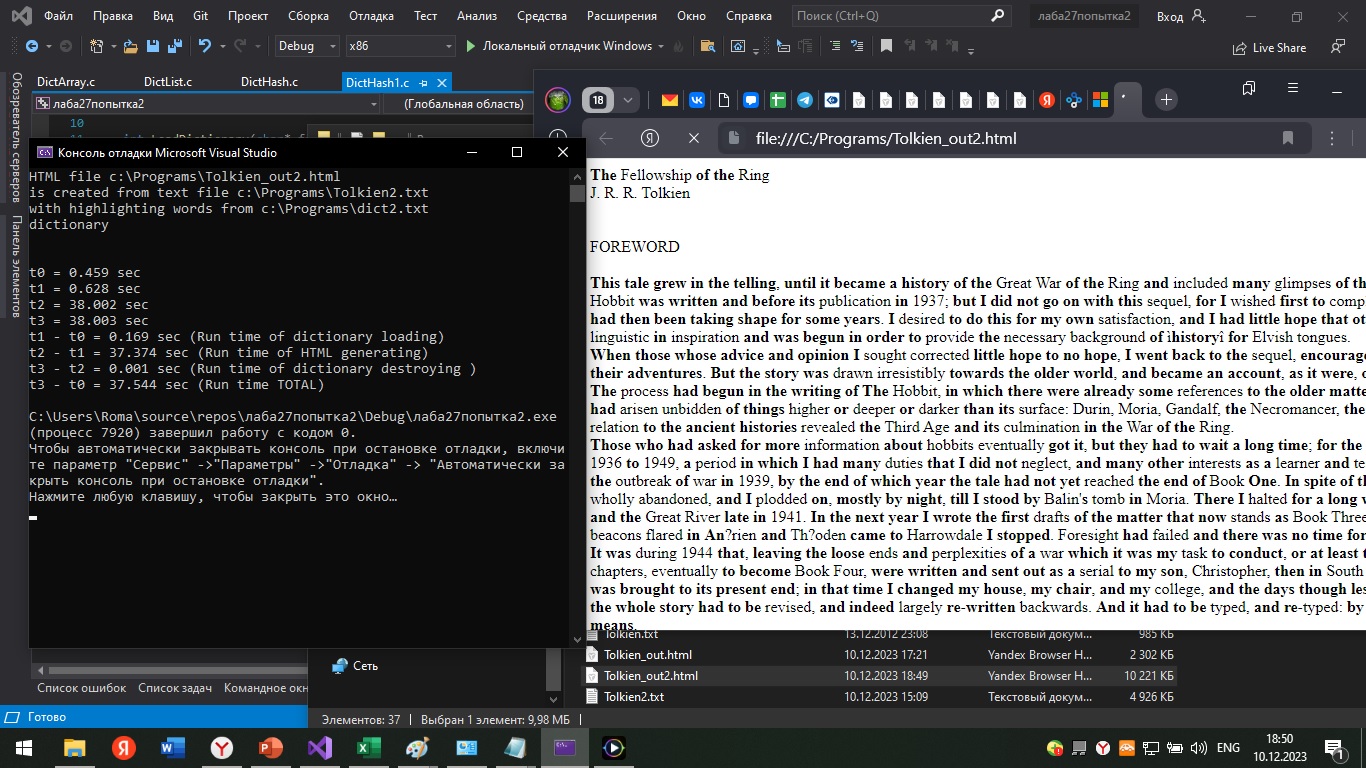 Файл Правка Вид Git Проект Сборка Отладка Тест Анализ Средства Расширения Окно Справка Поиск (Ctrl+Q) лаба27попытка2 Вход
Debug x86 Локальный отладчик Windows Live Share
DictArray.c DictList.c DictHash.c DictHash1.c
лаба27попытка2 (Глобальная область)
10
Обозреватель серверов
Панель элементов
18
file:///C:/Programs/Tolkien_out2.html
Консоль отладки Microsoft Visual Studio
HTML file c:\Programs\Tolkien_out2.html
is created from text file c:\Programs\Tolkien2.txt
with highlighting words from c:\Programs\dict2.txt
dictionary
t0 = 0.459 sec
t1 = 0.628 sec
t2 = 38.002 sec
t3 = 38.003 sec
t1 - t0 = 0.169 sec (Run time of dictionary loading)
t2 - t1 = 37.374 sec (Run time of HTML generating)
t3 - t2 = 0.001 sec (Run time of dictionary destroying )
t3 - t0 = 37.544 sec (Run time TOTAL)
C:\Users\Roma\source\repos\лаба27попытка2\Debug\лаба27попытка2.exe
(процесс 7920) завершил работу с кодом 0.
Чтобы автоматически закрывать консоль при остановке отладки, включи
те параметр "Сервис" ->"Параметры" ->"Отладка" -> "Автоматически за
крыть консоль при остановке отладки".
Нажмите любую клавишу, чтобы закрыть это окно…
The Fellowship of the Ring
J. R. R. Tolkien
FOREWORD
This tale grew in the telling, until it became a history of the Great War of the Ring and included many glimpses of th
Hobbit was written and before its publication in 1937; but I did not go on with this sequel, for I wished first to comp
had then been taking shape for some years. I desired to do this for my own satisfaction, and I had little hope that ot
linguistic in inspiration and was begun in order to provide the necessary background of ìhistoryî for Elvish tongues.
When those whose advice and opinion I sought corrected little hope to no hope, I went back to the sequel, encourage
their adventures. But the story was drawn irresistibly towards the older world, and became an account, as it were, o
The process had begun in the writing of The Hobbit, in which there were already some references to the older matte
had arisen unbidden of things higher or deeper or darker than its surface: Durin, Moria, Gandalf, the Necromancer, the
relation to the ancient histories revealed the Third Age and its culmination in the War of the Ring.
Those who had asked for more information about hobbits eventually got it, but they had to wait a long time; for the
1936 to 1949, a period in which I had many duties that I did not neglect, and many other interests as a learner and te
the outbreak of war in 1939, by the end of which year the tale had not yet reached the end of Book One. In spite of th
wholly abandoned, and I plodded on, mostly by night, till I stood by Balin's tomb in Moria. There I halted for a long w
and the Great River late in 1941. In the next year I wrote the first drafts of the matter that now stands as Book Three
beacons flared in An?rien and Th?oden came to Harrowdale I stopped. Foresight had failed and there was no time for
It was during 1944 that, leaving the loose ends and perplexities of a war which it was my task to conduct, or at least t
chapters, eventually to become Book Four, were written and sent out as a serial to my son, Christopher, then in South
was brought to its present end; in that time I changed my house, my chair, and my college, and the days though les
the whole story had to be revised, and indeed largely re-written backwards. And it had to be typed, and re-typed: by
means.
Tolkien.txt 13.12.2012 23:08 Текстовый докум... 985 КБ
Tolkien_out.html 10.12.2023 17:21 Yandex Browser H... 2 302 КБ
Tolkien_out2.html 10.12.2023 18:49 Yandex Browser H... 10 221 КБ
Tolkien2.txt 10.12.2023 15:09 Текстовый докум... 4 926 КБ
Сеть
Список ошибок Список задач Командное окн
Готово
Элементов: 37 Выбран 1 элемент: 9,98 МБ
ENG 18:50
10.12.2023
1